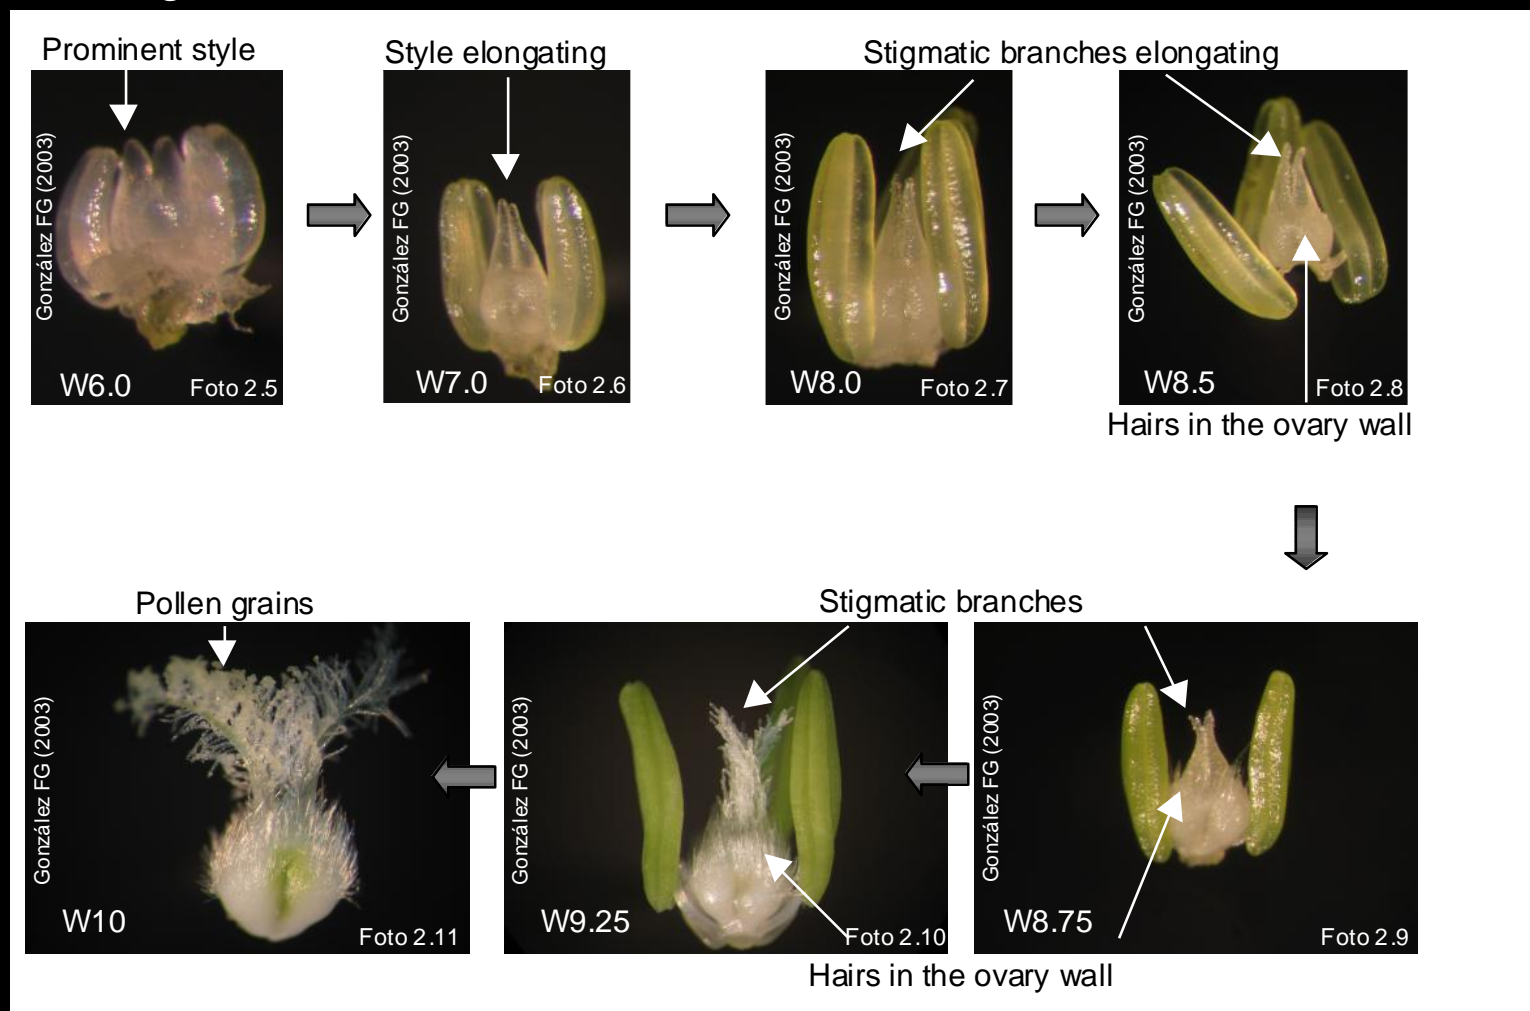 Prominent style
Style elongating
Stigmatic branches elongating
González FG (2003)
W6.0
Foto 2.5
González FG (2003)
W7.0
Foto 2.6
González FG (2003)
W8.0
Foto 2.7
González FG (2003)
W8.5
Foto 2.8
Hairs in the ovary wall
Pollen grains
Stigmatic branches
González FG (2003)
W10
Foto 2.11
González FG (2003)
W9.25
Foto 2.10
González FG (2003)
W8.75
Foto 2.9
Hairs in the ovary wall